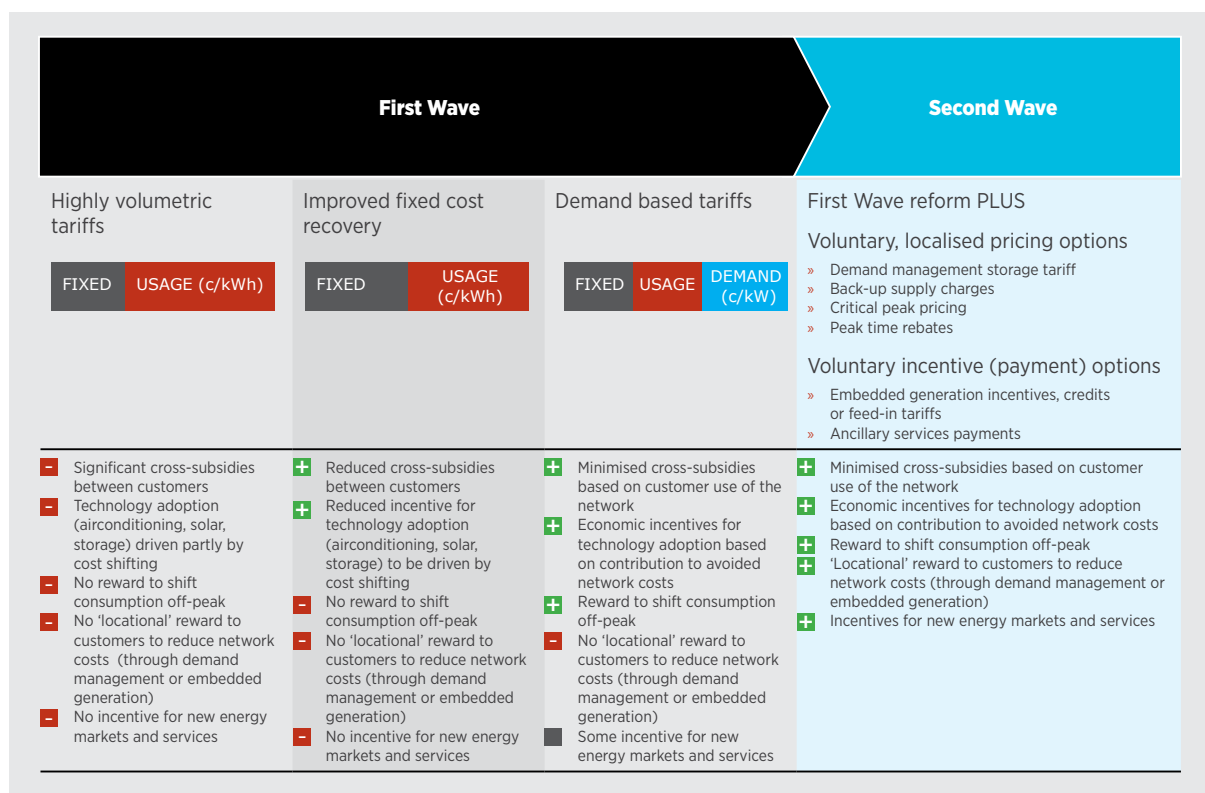 First Wave
Second Wave
Highly volumetric
tariffs
FIXED
USAGE (c/kWh)
Improved fixed cost
recovery
FIXED
USAGE
(c/kWh)
Demand based tariffs
FIXED
USAGE
DEMAND
(c/kW)
First Wave reform PLUS
Voluntary, localised pricing options
» Demand management storage tariff
» Back-up supply charges
» Critical peak pricing
» Peak time rebates
Voluntary incentive (payment) options
» Embedded generation incentives, credits
or feed-in tariffs
» Ancillary services payments
- Significant cross-subsidies
between customers
- Technology adoption
(airconditioning, solar,
storage) driven partly by
cost shifting
- No reward to shift
consumption off-peak
- No ‘locational’ reward to
customers to reduce network
costs (through demand
management or embedded
generation)
- No incentive for new energy
markets and services
+ Reduced cross-subsidies
between customers
+ Reduced incentive for
technology adoption
(airconditioning, solar,
storage) to be driven by
cost shifting
- No reward to shift
consumption off-peak
- No ‘locational’ reward to
customers to reduce network
costs (through demand
management or embedded
generation)
- No incentive for new energy
markets and services
+ Minimised cross-subsidies
based on customer use of the
network
+ Economic incentives for
technology adoption based
on contribution to avoided
network costs
+ Reward to shift consumption
off-peak
- No ‘locational’ reward to
customers to reduce network
costs (through demand
management or embedded
generation)
Some incentive for new
energy markets and services
+ Minimised cross-subsidies based on customer
use of the network
+ Economic incentives for technology adoption
based on contribution to avoided network costs
+ Reward to shift consumption off-peak
+ ‘Locational’ reward to customers to reduce
network costs (through demand management or
embedded generation)
+ Incentives for new energy markets and services